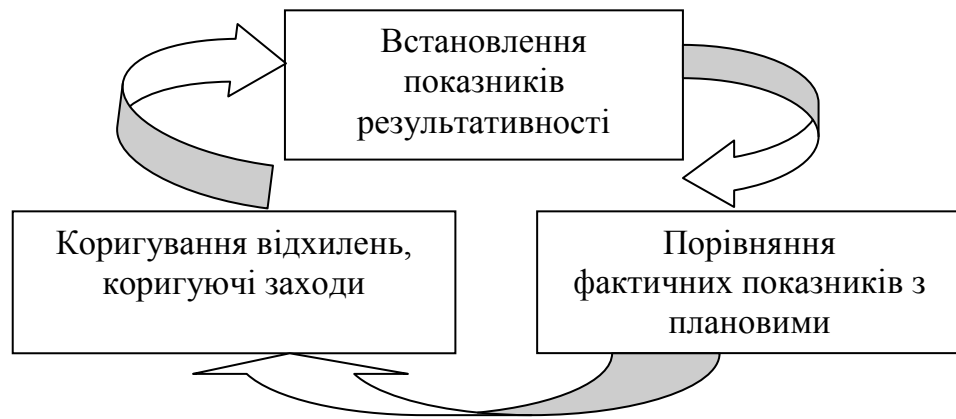 Встановлення
показників
результативності
Коригування відхилень,
коригуючі заходи
Порівняння
фактичних показників з
плановими